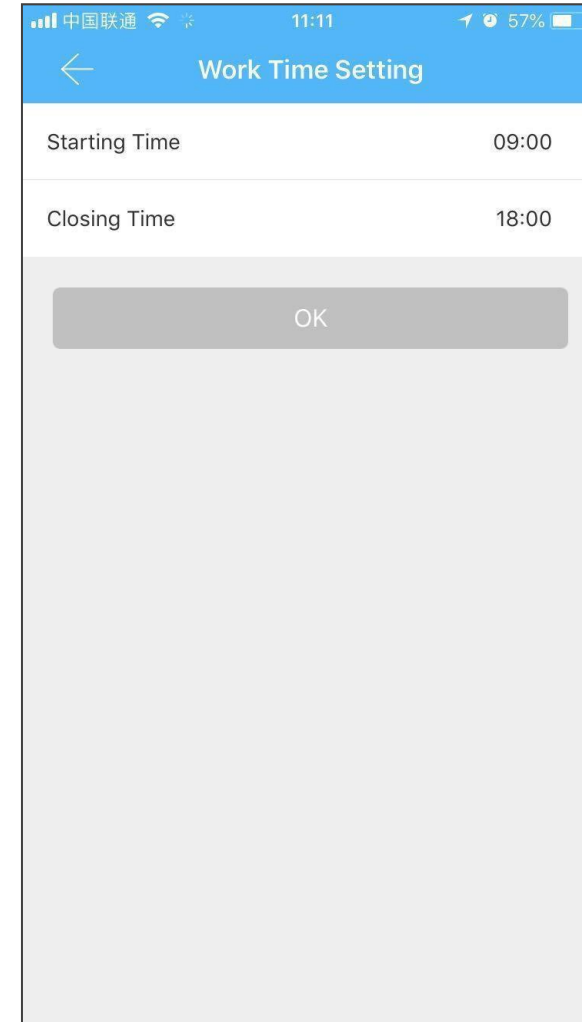 中国联通 11:11 57%
Work Time Setting
Starting Time 09:00
Closing Time 18:00
OK